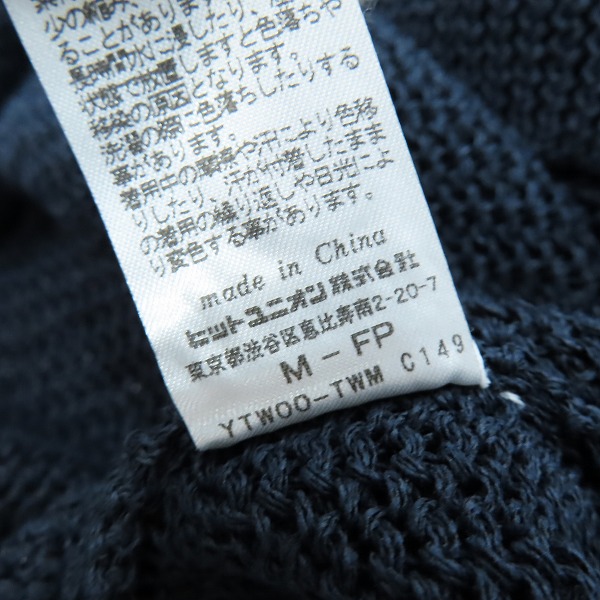 少の縮み、
ることがあります。
長時間水に浸したり、
状態で放置しますと色落ちや
移染の原因となります。
洗濯の際に色落ちしたりする
事があります。
着用中の摩擦や汗により色移
りしたり、汗が付着したまま
の着用の繰り返しや日光によ
り変色する事があります。
made in China
ヒットユニオン株式会社
東京都渋谷区恵比寿南2-20-7
M-FP
YTW00-TWM C149